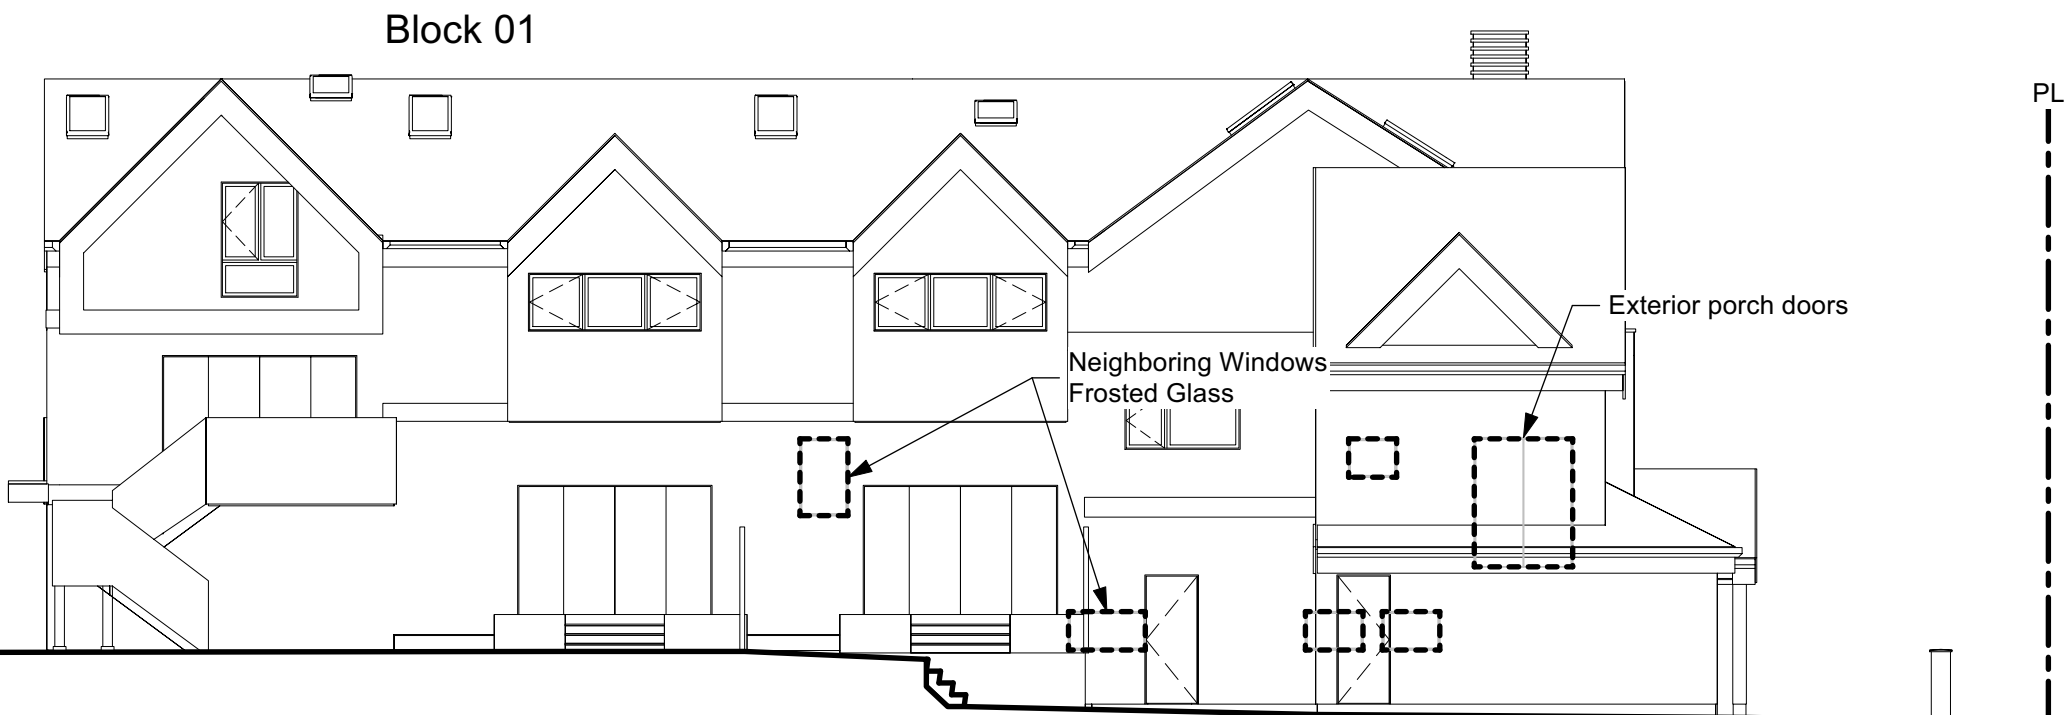 Block 01
PL
Exterior porch doors
Neighboring Windows
Frosted Glass